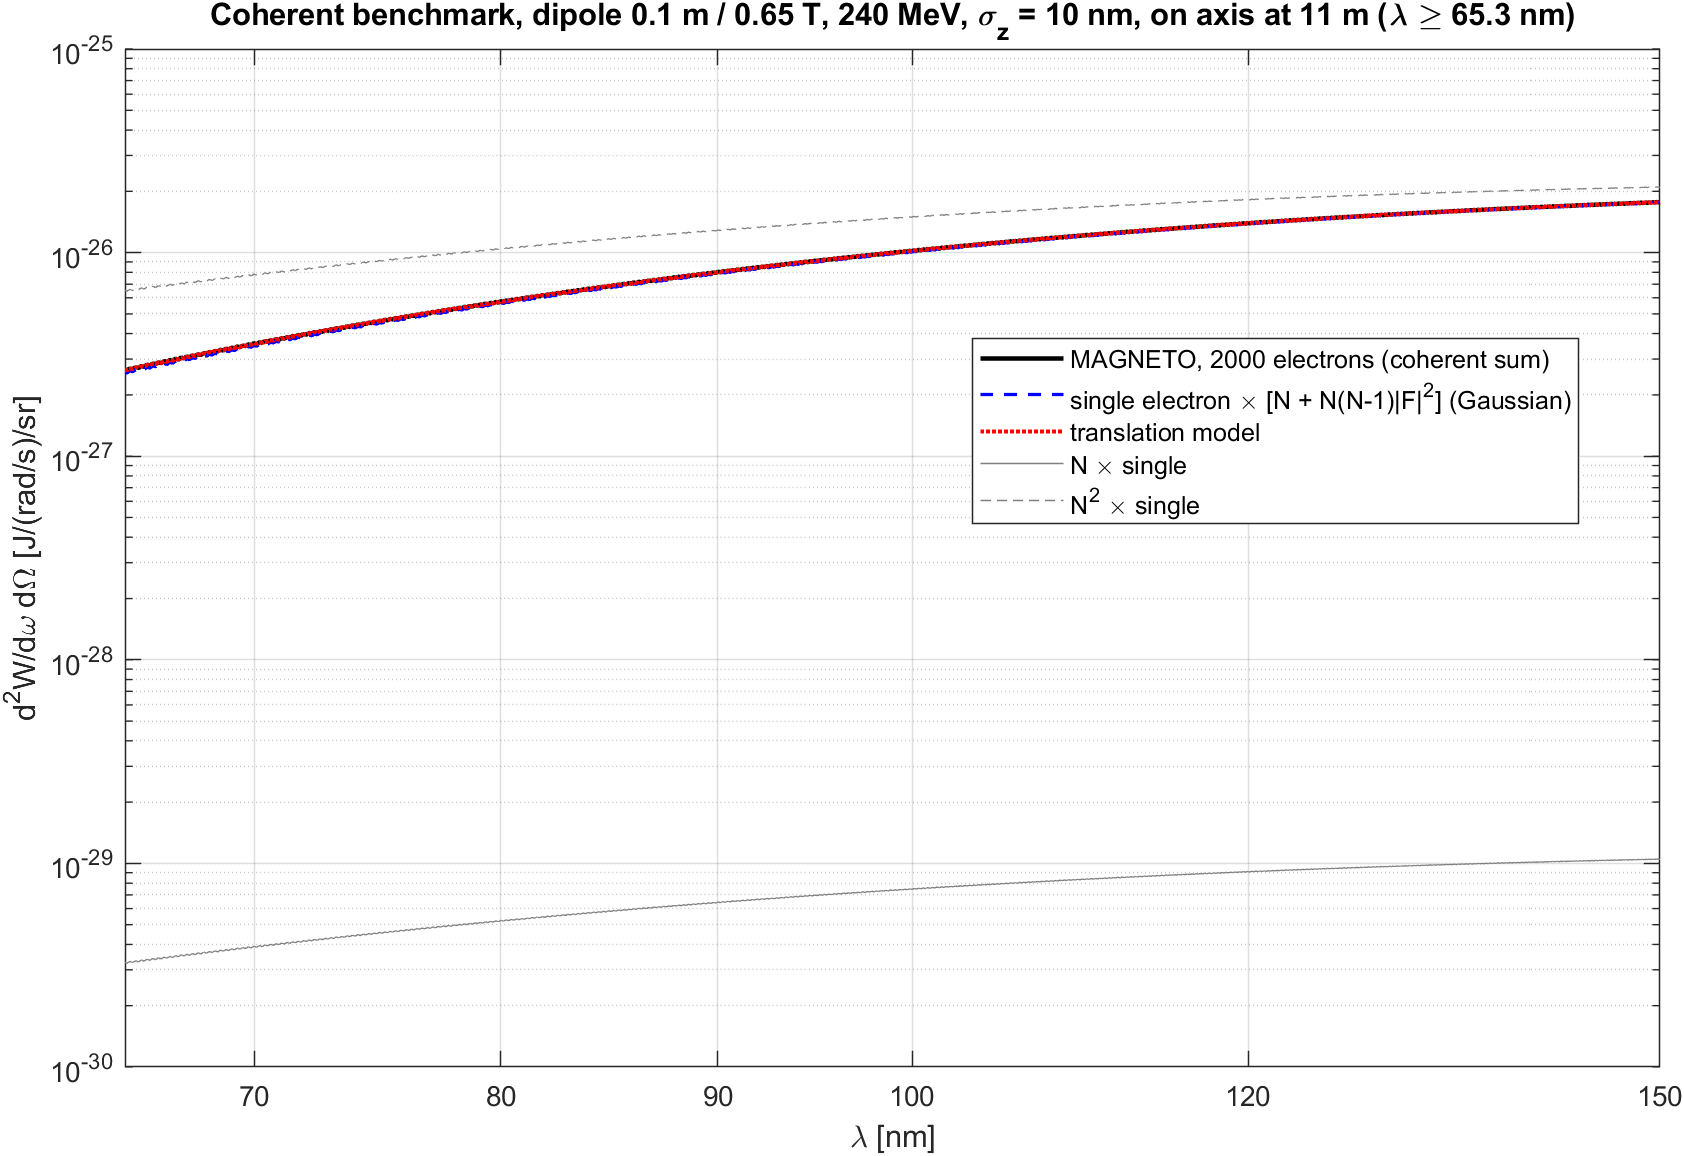 Coherent benchmark, dipole 0.1 m / 0.65 T, 240 MeV, σ_z = 10 nm, on axis at 11 m (λ ≥ 65.3 nm)
d²W/dω dΩ [J/(rad/s)/sr]
10⁻²⁵
10⁻²⁶
10⁻²⁷
10⁻²⁸
10⁻²⁹
10⁻³⁰
MAGNETO, 2000 electrons (coherent sum)
single electron × [N + N(N-1)|F|²] (Gaussian)
translation model
N × single
N² × single
70 80 90 100 120 150
λ [nm]